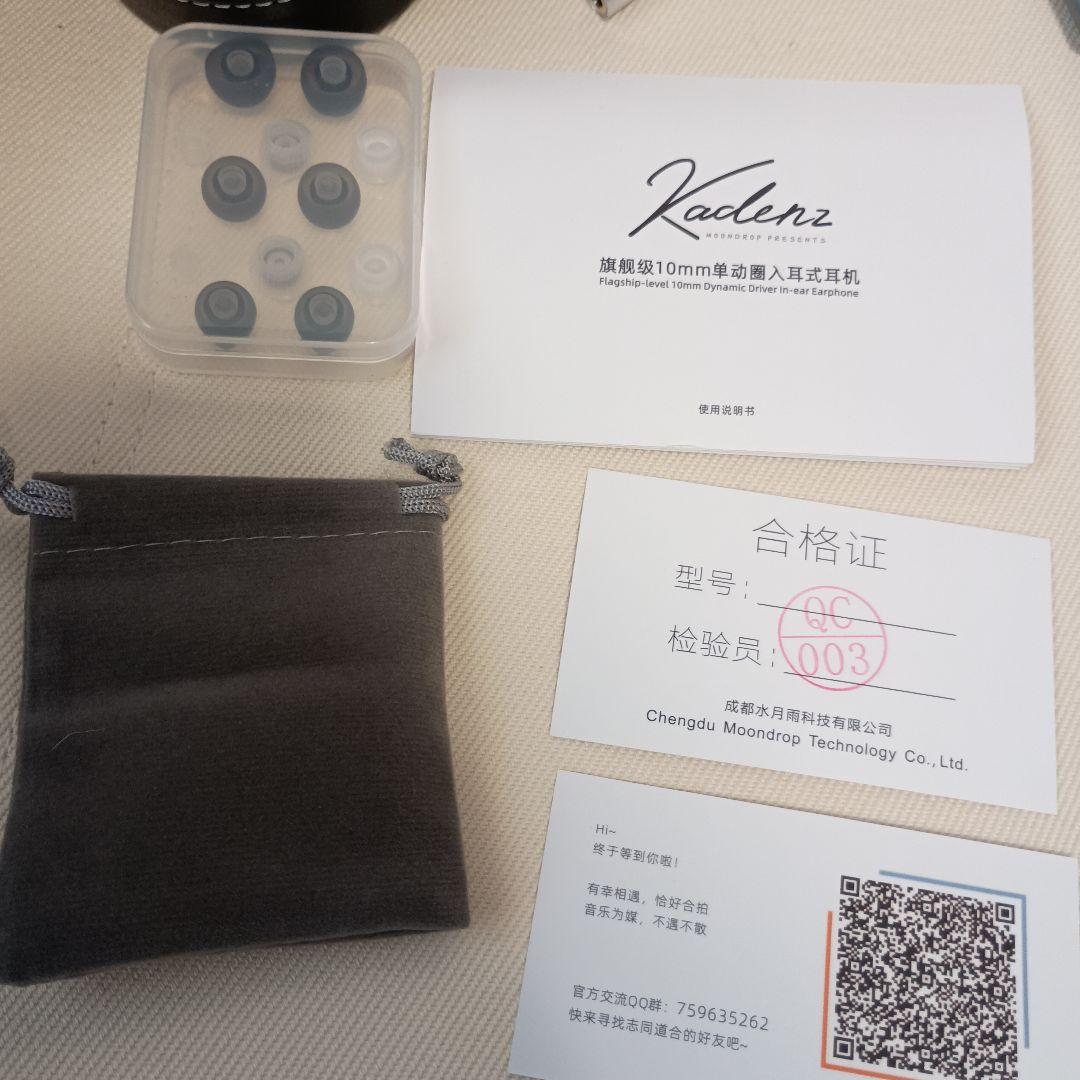 Kadenz
MOONDROP PRESENTS
旗舰级10mm单动圈入耳式耳机
Flagship-level 10mm Dynamic Driver In-ear Earphone
使用说明书
合格证
型号:
检验员:
QC
003
成都水月雨科技有限公司
Chengdu Moondrop Technology Co.,Ltd.
Hi~
终于等到你啦!
有幸相遇，恰好合拍
音乐为媒，不遇不散
官方交流QQ群：759635262
快来寻找志同道合的好友吧~